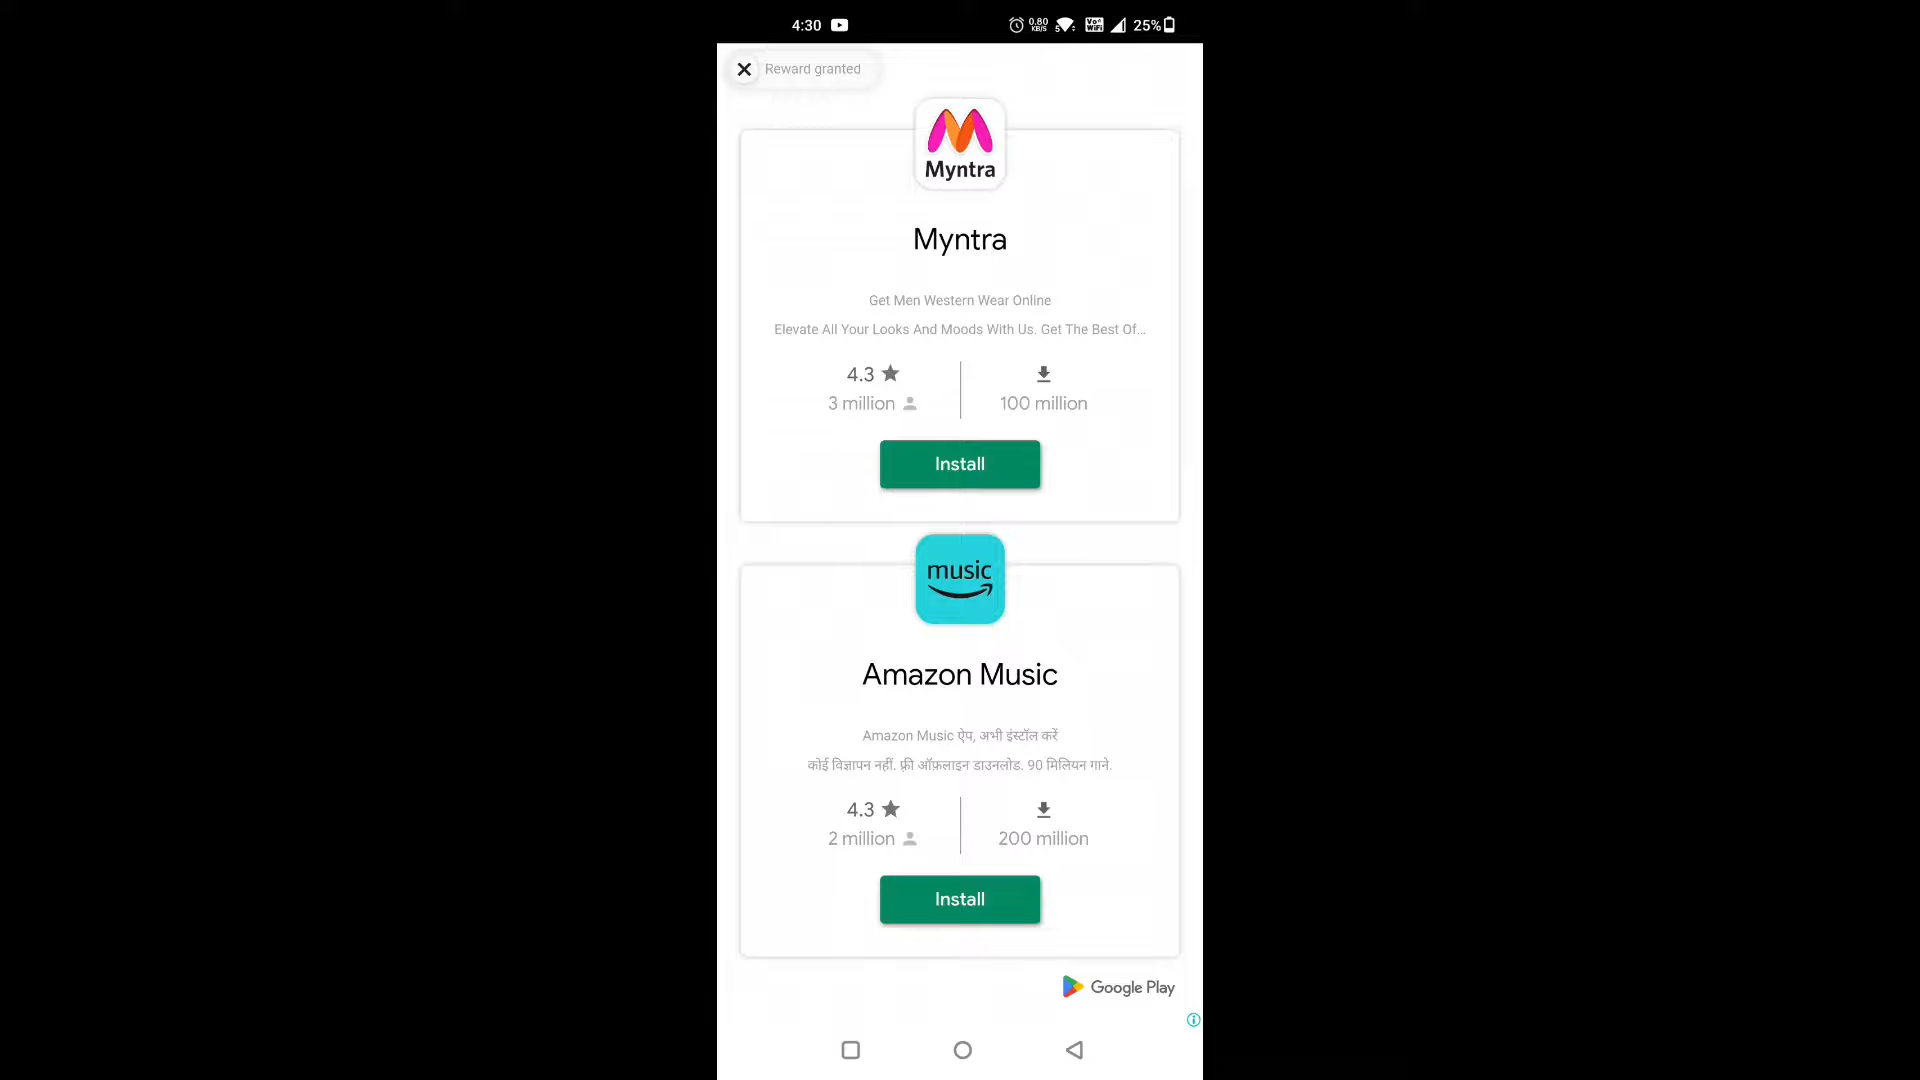 4:30
0.80
KB/S
5
Vo
WiFi
25%
Reward granted
Myntra
Myntra
Get Men Western Wear Online
Elevate All Your Looks And Moods With Us. Get The Best Of...
4.3
3 million
100 million
Install
music
Amazon Music
Amazon Music ऐप, अभी इंस्टॉल करें
कोई विज्ञापन नहीं. फ़्री ऑफ़लाइन डाउनलोड. 90 मिलियन गाने.
4.3
2 million
200 million
Install
Google Play